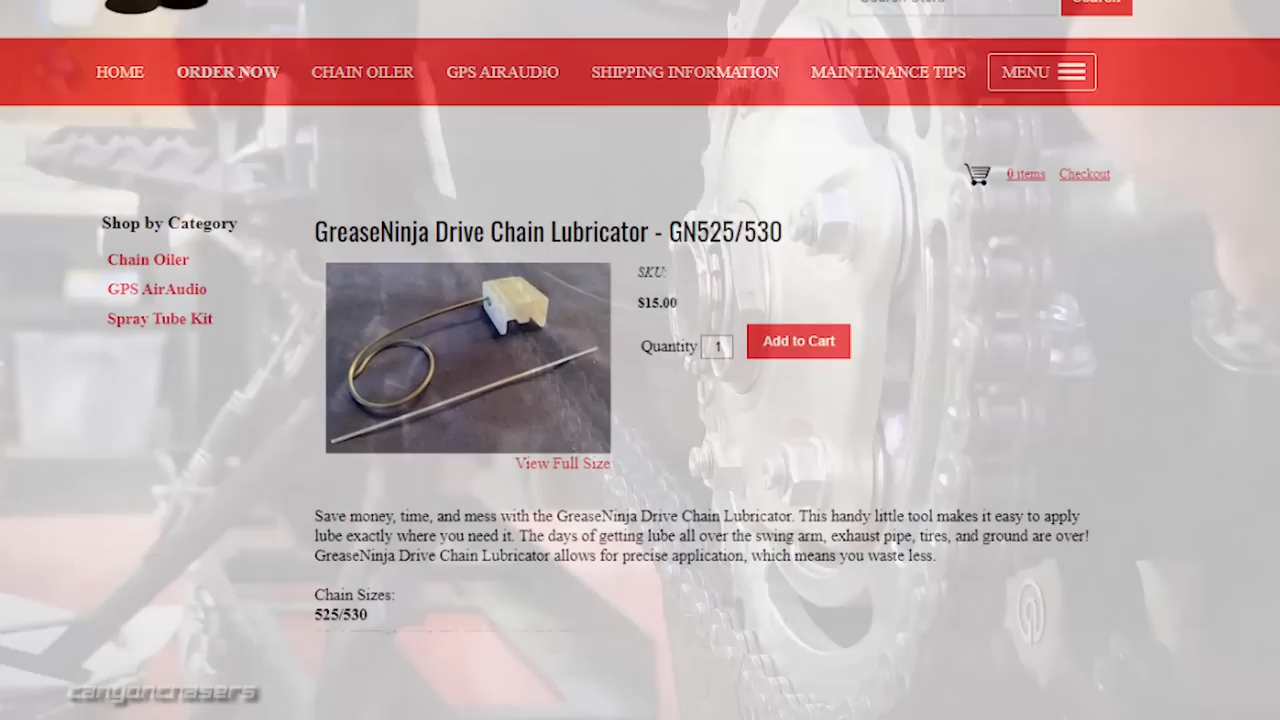 Search
HOME ORDER NOW CHAIN OILER GPS AIRAUDIO SHIPPING INFORMATION MAINTENANCE TIPS MENU
0 items Checkout
Shop by Category
Chain Oiler
GPS AirAudio
Spray Tube Kit
GreaseNinja Drive Chain Lubricator - GN525/530
SKU:
$15.00
Quantity 1 Add to Cart
View Full Size
Save money, time, and mess with the GreaseNinja Drive Chain Lubricator. This handy little tool makes it easy to apply
lube exactly where you need it. The days of getting lube all over the swing arm, exhaust pipe, tires, and ground are over!
GreaseNinja Drive Chain Lubricator allows for precise application, which means you waste less.
Chain Sizes:
525/530
canyonchasers